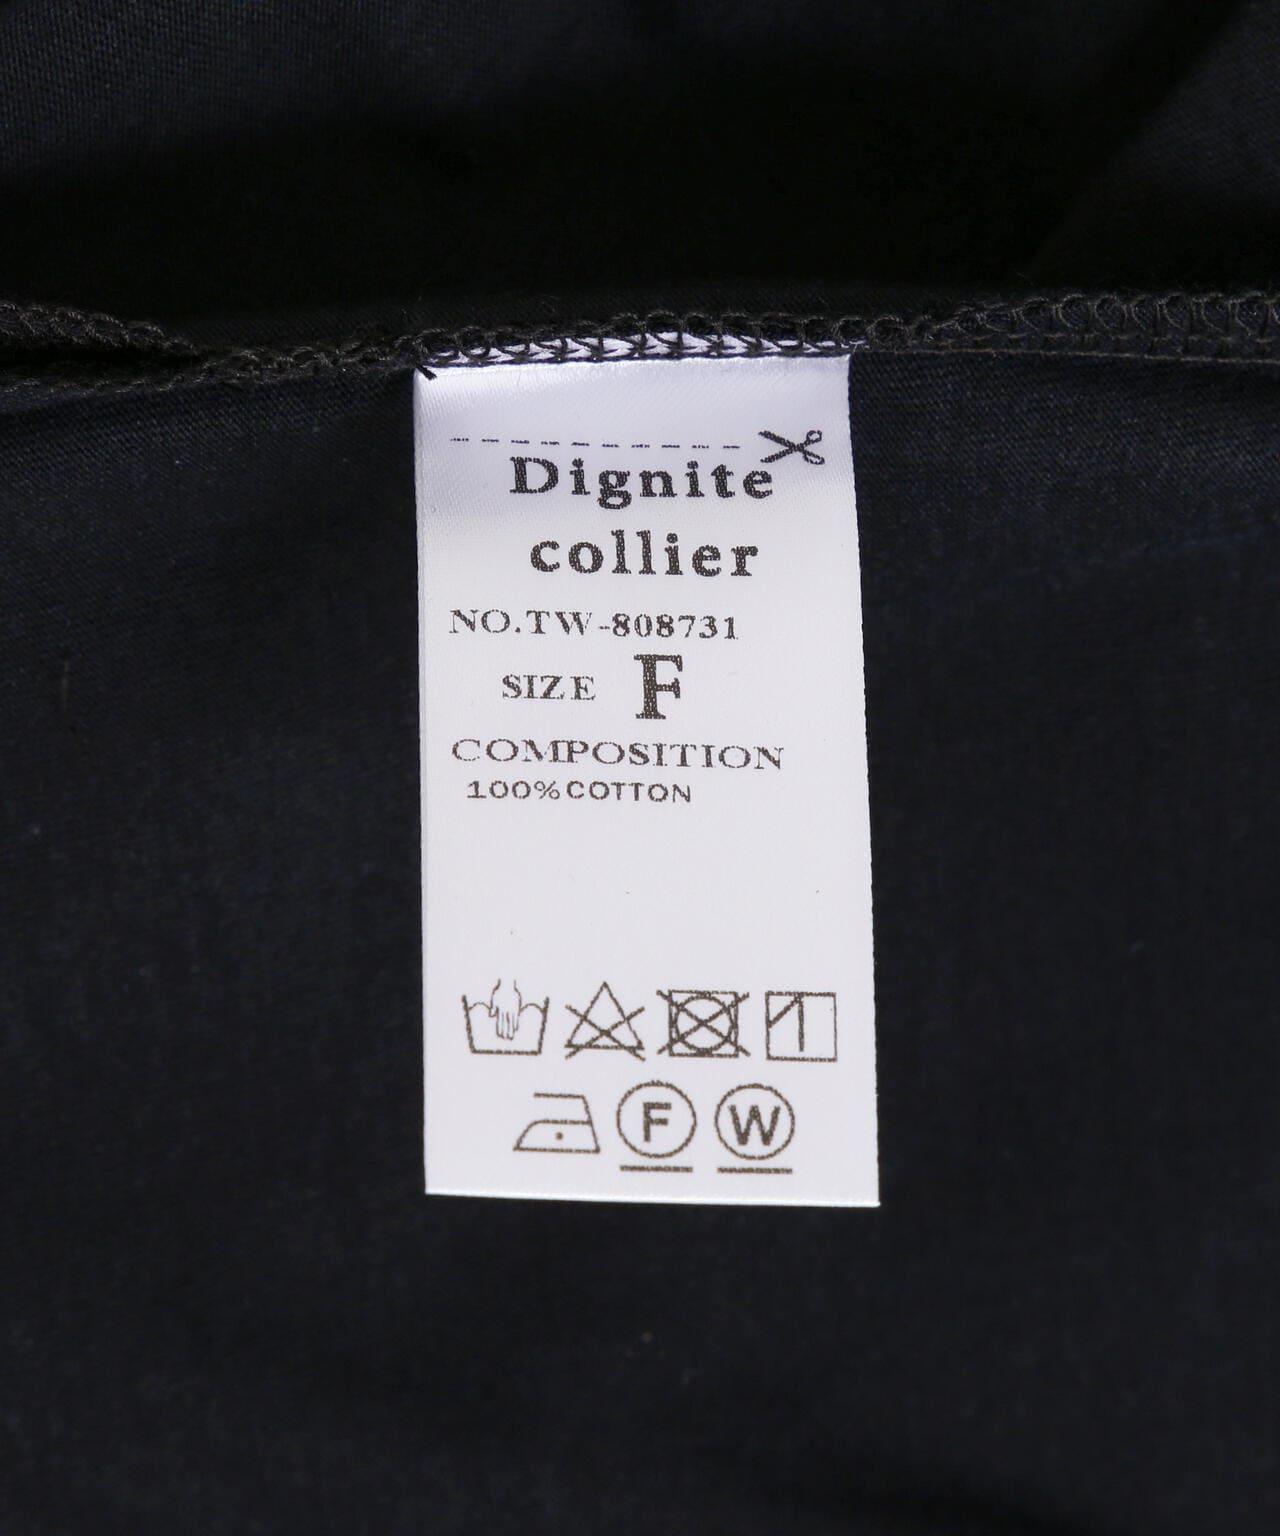 Dignite
collier
NO.TW-808731
SIZE F
COMPOSITION
100%COTTON
F W